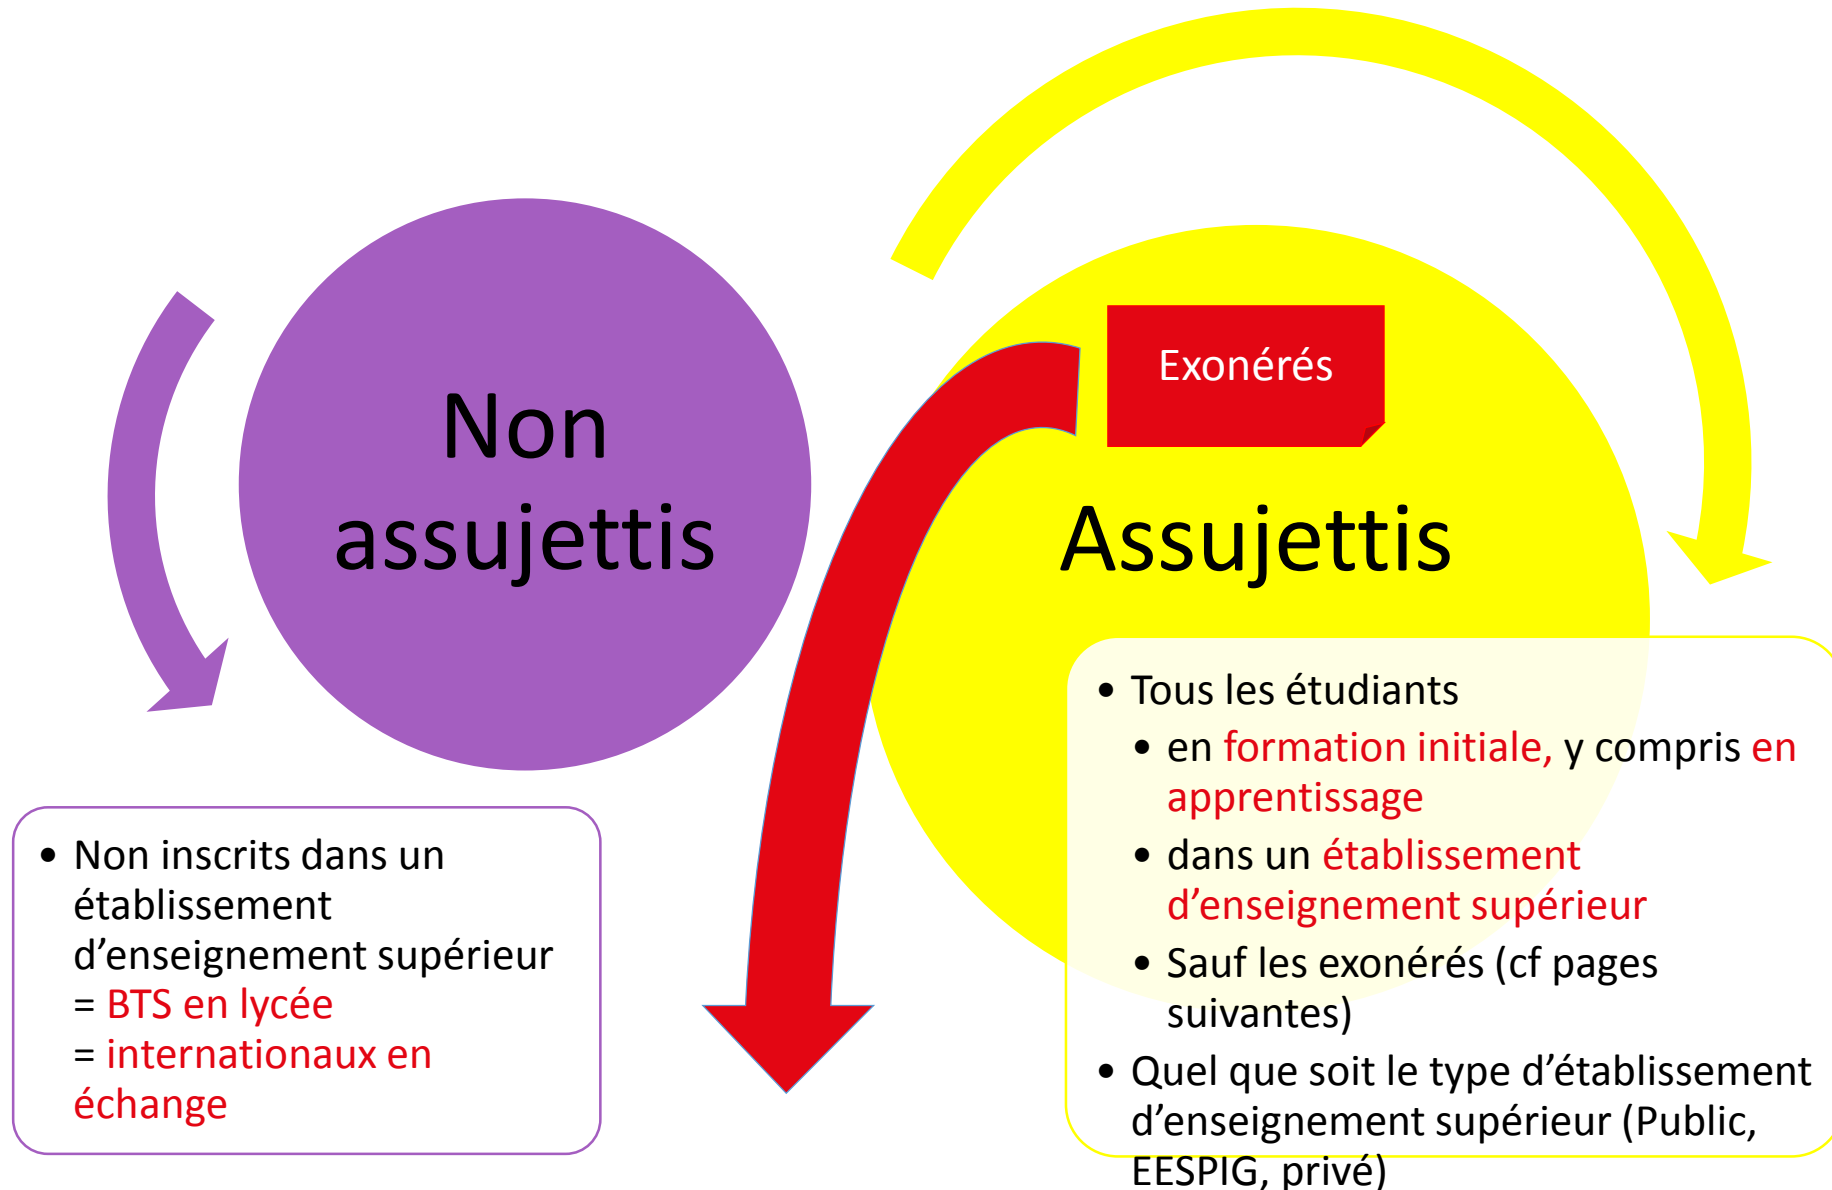 Non
assujettis
Exonérés
Assujettis
• Non inscrits dans un
établissement
d’enseignement supérieur
= BTS en lycée
= internationaux en
échange
• Tous les étudiants
• en formation initiale, y compris en
apprentissage
• dans un établissement
d’enseignement supérieur
• Sauf les exonérés (cf pages
suivantes)
• Quel que soit le type d’établissement
d’enseignement supérieur (Public,
EESPIG, privé)